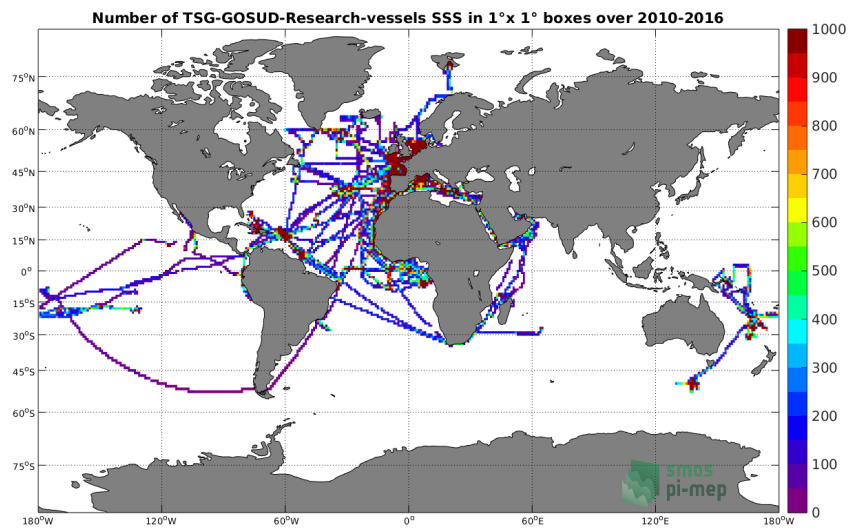 Number of TSG-GOSUD-Research-vessels SSS in 1°x 1° boxes over 2010-2016
1000
900
800
700
600
500
400
300
200
100
0
75°N
60°N
45°N
30°N
15°N
0°
15°S
30°S
45°S
60°S
75°S
smos
pi-mep
180°W
120°W
60°W
0°
60°E
120°E
180°W